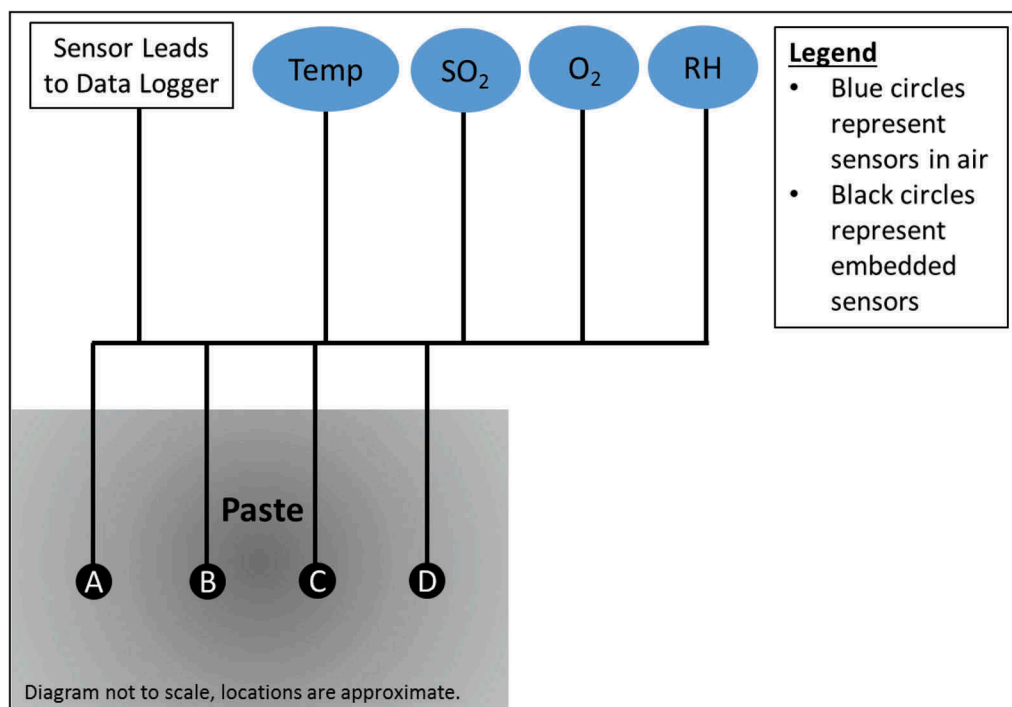 Sensor Leads
to Data Logger
Temp
SO₂
O₂
RH
Legend
• Blue circles
represent
sensors in air
• Black circles
represent
embedded
sensors
Paste
A
B
C
D
Diagram not to scale, locations are approximate.